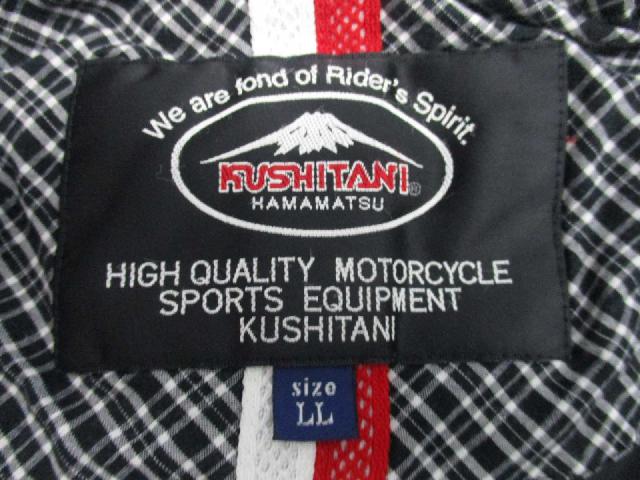 We are fond of Rider's Spirit.
KUSHITANI®
HAMAMATSU
HIGH QUALITY MOTORCYCLE
SPORTS EQUIPMENT
KUSHITANI
size
LL